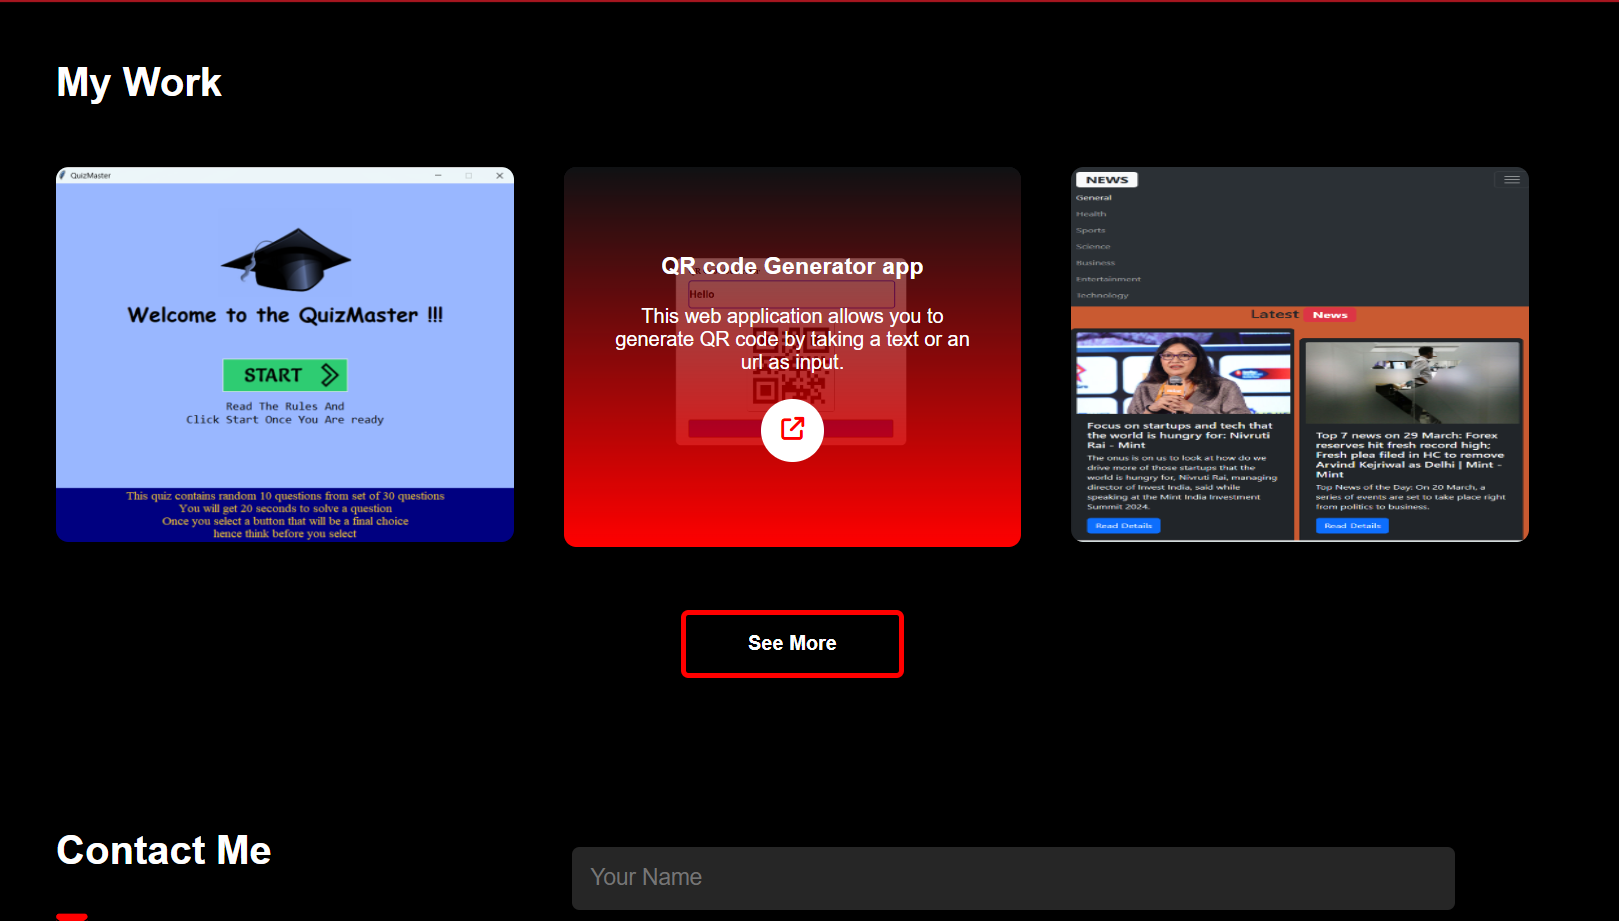 My Work
QuizMaster
Welcome to the QuizMaster !!!
START
Read The Rules And
Click Start Once You Are ready
This quiz contains random 10 questions from set of 30 questions
You will get 20 seconds to solve a question
Once you select a button that will be a final choice
hence think before you select
QR code Generator app
Hello
This web application allows you to
generate QR code by taking a text or an
url as input.
NEWS
General
Health
Sports
Science
Business
Entertainment
Technology
Latest News
Focus on startups and tech that
the world is hungry for: Nivruti
Rai - Mint
The onus is on us to look at how do we
drive more of those startups that the
world is hungry for, Nivruti Rai, managing
director of Invest India, said while
speaking at the Mint India Investment
Summit 2024.
Read Details
Top 7 news on 29 March: Forex
reserves hit fresh record high;
Fresh plea filed in HC to remove
Arvind Kejriwal as Delhi | Mint -
Mint
Top News of the Day: On 20 March, a
series of events are set to take place right
from politics to business.
Read Details
See More
Contact Me
Your Name